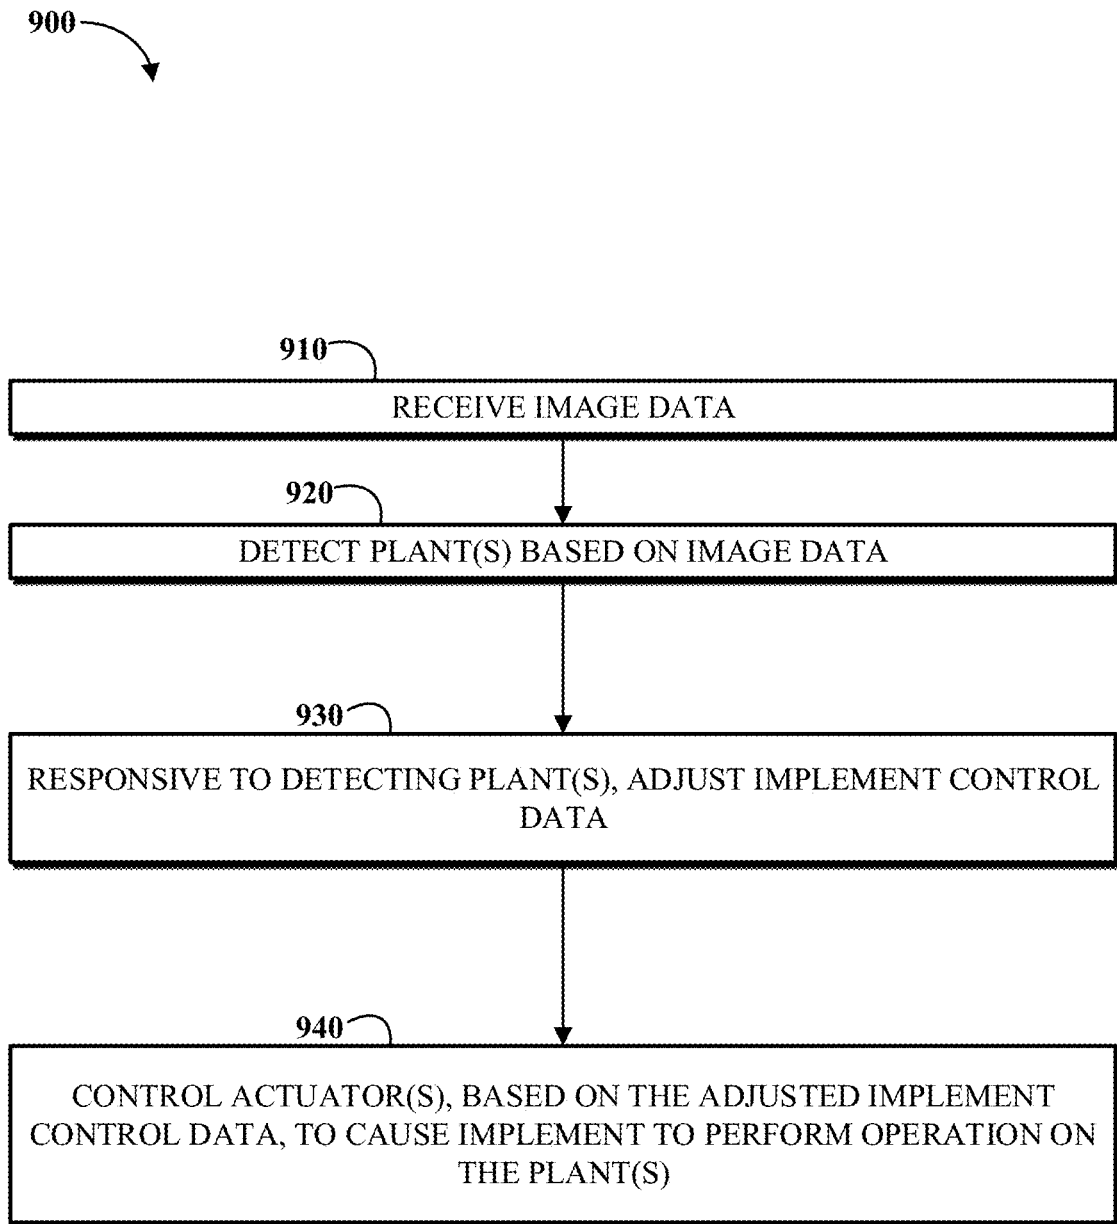 900
910
RECEIVE IMAGE DATA
920
DETECT PLANT(S) BASED ON IMAGE DATA
930
RESPONSIVE TO DETECTING PLANT(S), ADJUST IMPLEMENT CONTROL
DATA
940
CONTROL ACTUATOR(S), BASED ON THE ADJUSTED IMPLEMENT
CONTROL DATA, TO CAUSE IMPLEMENT TO PERFORM OPERATION ON
THE PLANT(S)